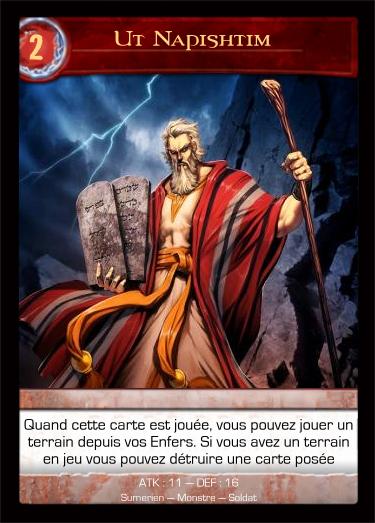 2
Ut Napishtim
Quand cette carte est jouée, vous pouvez jouer un
terrain depuis vos Enfers. Si vous avez un terrain
en jeu vous pouvez détruire une carte posée
ATK : 11 — DEF : 16
Sumerien — Monstre — Soldat